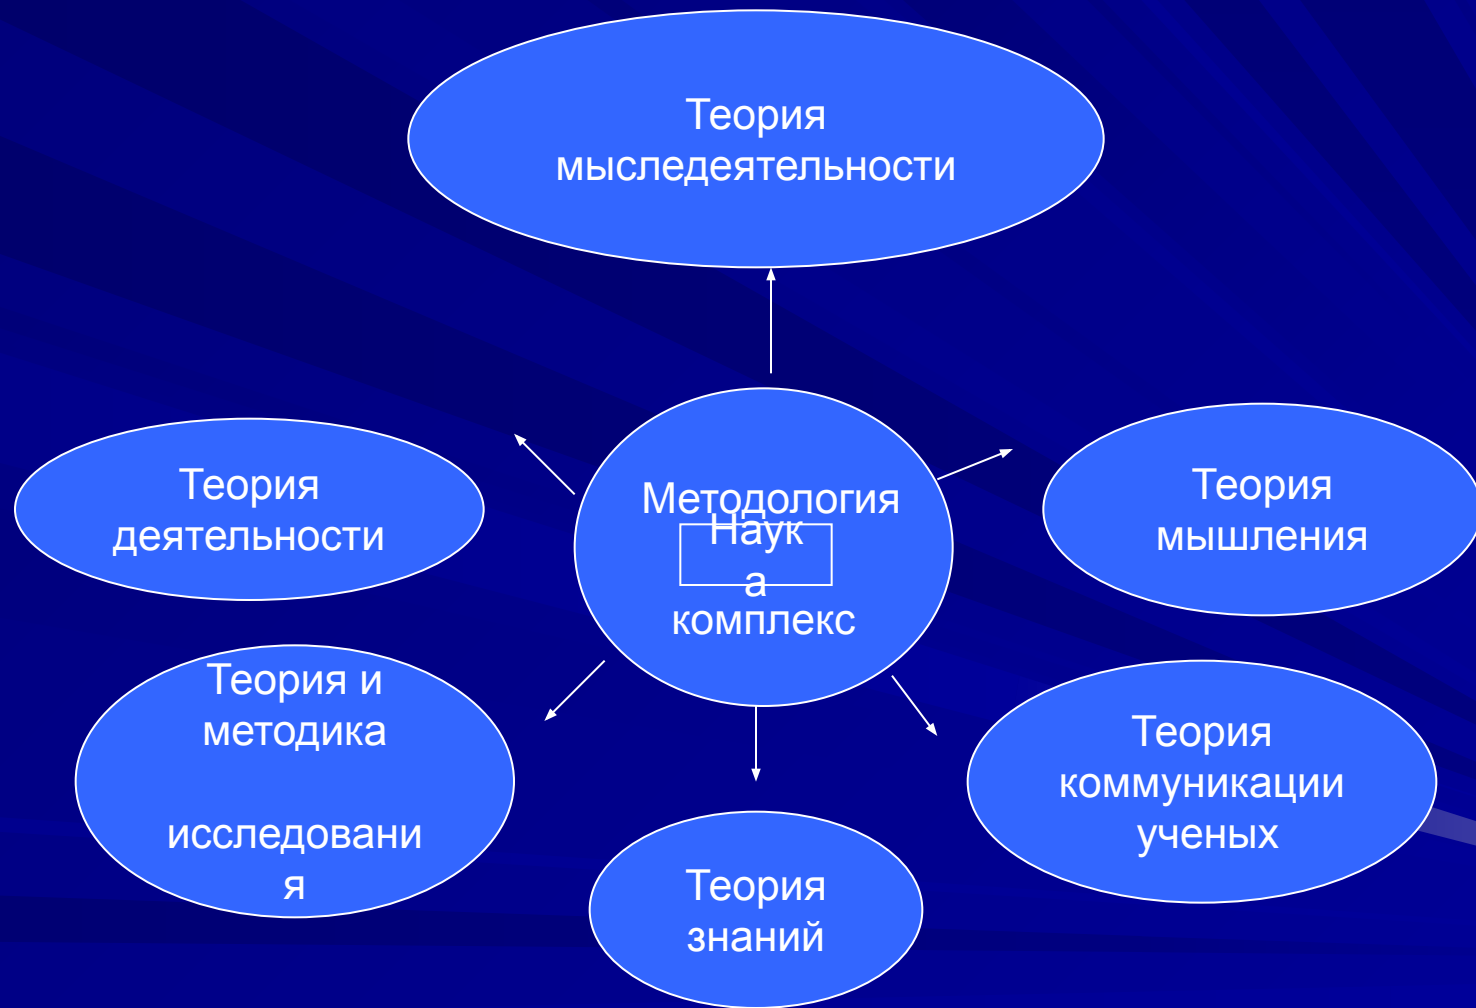 Теория
мыследеятельности
Теория
деятельности
Методология
Наук
а
комплекс
Теория
мышления
Теория и
методика
исследовани
я
Теория
знаний
Теория
коммуникации
ученых